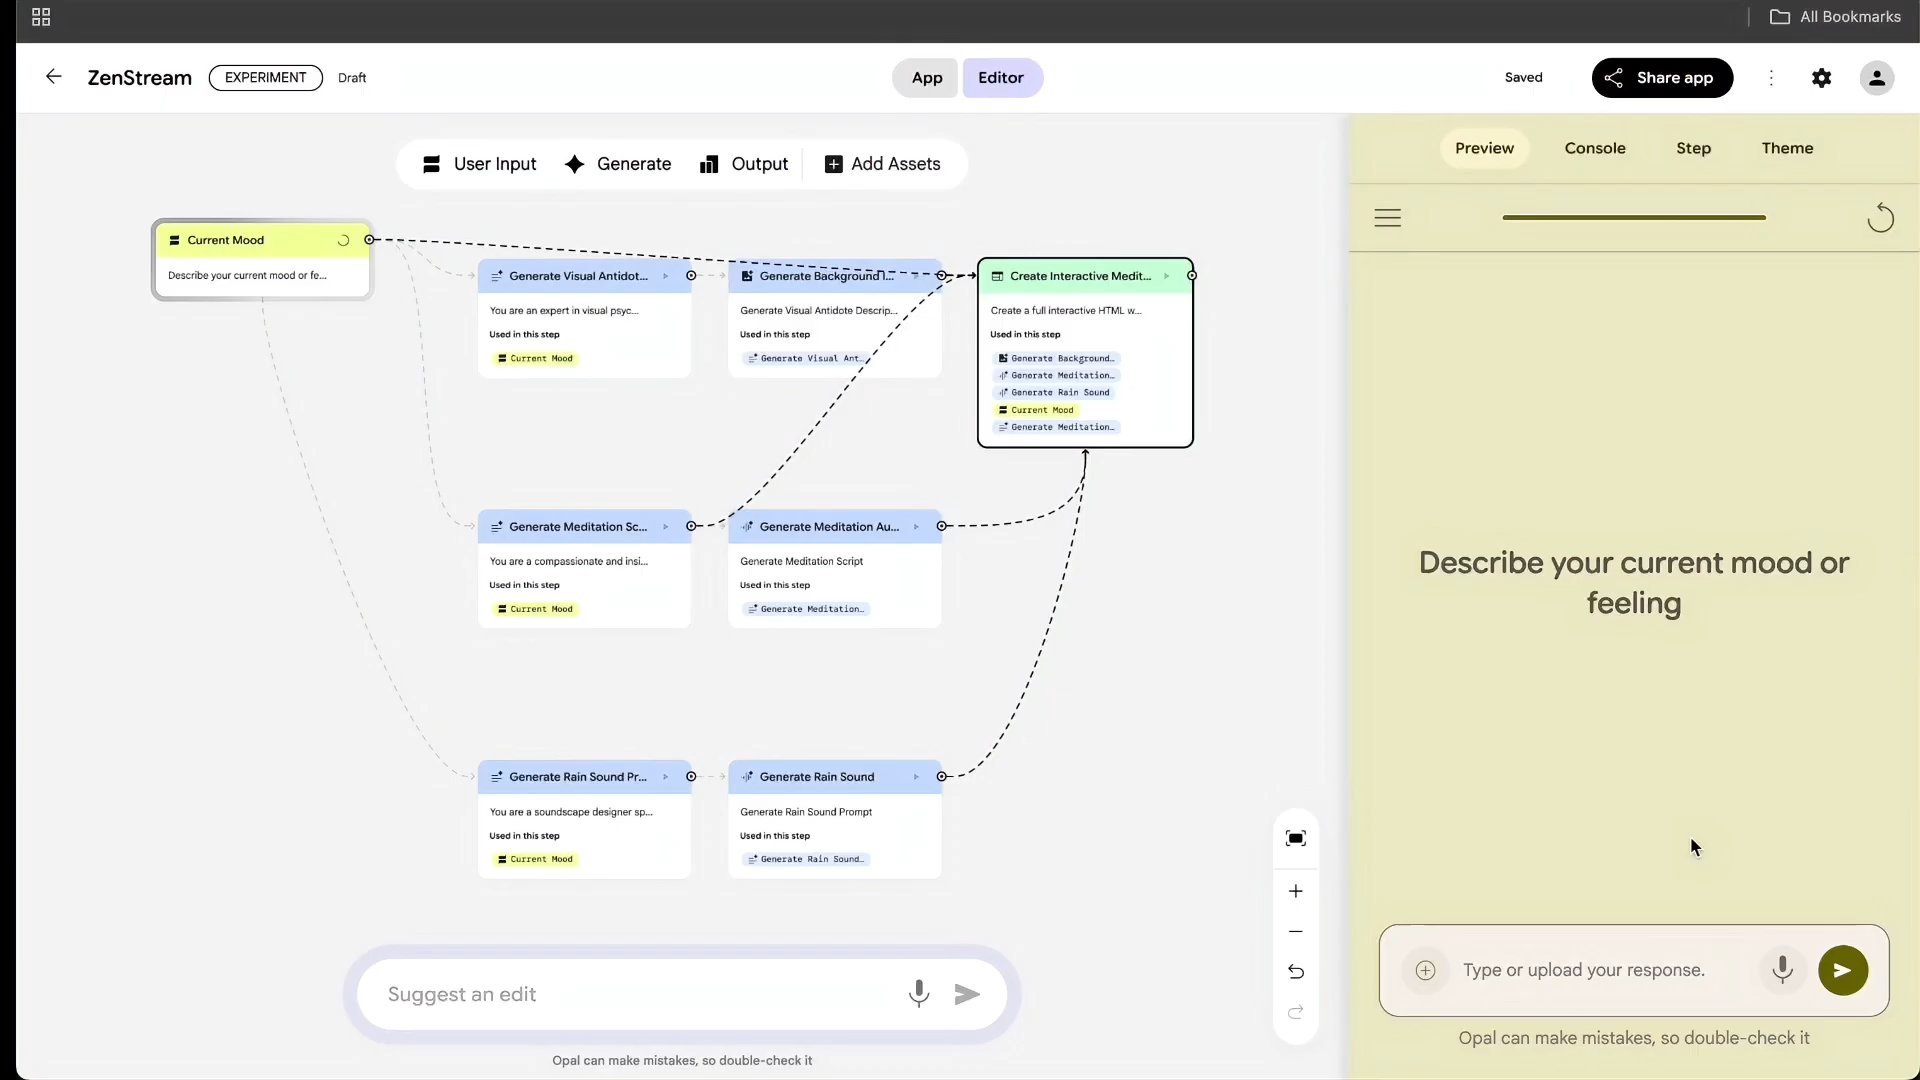 All Bookmarks
ZenStream
EXPERIMENT
Draft
App
Editor
Saved
Share app
User Input
Generate
Output
Add Assets
Preview
Console
Step
Theme
Current Mood
Describe your current mood or fe...
Generate Visual Antidot...
You are an expert in visual psyc...
Used in this step
Current Mood
Generate Background I...
Generate Visual Antidote Descrip...
Used in this step
Generate Visual Ant...
Create Interactive Medit...
Create a full interactive HTML w...
Used in this step
Generate Background...
Generate Meditation...
Generate Rain Sound
Current Mood
Generate Meditation...
Generate Meditation Sc...
You are a compassionate and insi...
Used in this step
Current Mood
Generate Meditation Au...
Generate Meditation Script
Used in this step
Generate Meditation...
Generate Rain Sound Pr...
You are a soundscape designer sp...
Used in this step
Current Mood
Generate Rain Sound
Generate Rain Sound Prompt
Used in this step
Generate Rain Sound...
Suggest an edit
Opal can make mistakes, so double-check it
Describe your current mood or
feeling
Type or upload your response.
Opal can make mistakes, so double-check it